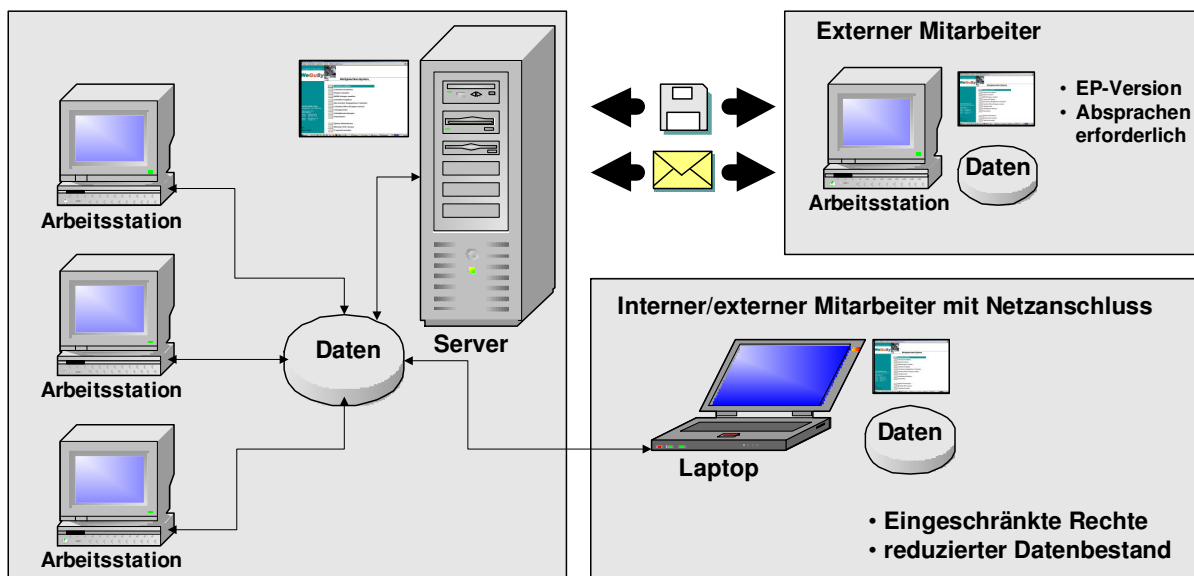 Arbeitsstation
Arbeitsstation
Arbeitsstation
Daten
Server
Externer Mitarbeiter
Arbeitsstation
Daten
• EP-Version
• Absprachen
erforderlich
Interner/externer Mitarbeiter mit Netzanschluss
Laptop
Daten
• Eingeschränkte Rechte
• reduzierter Datenbestand